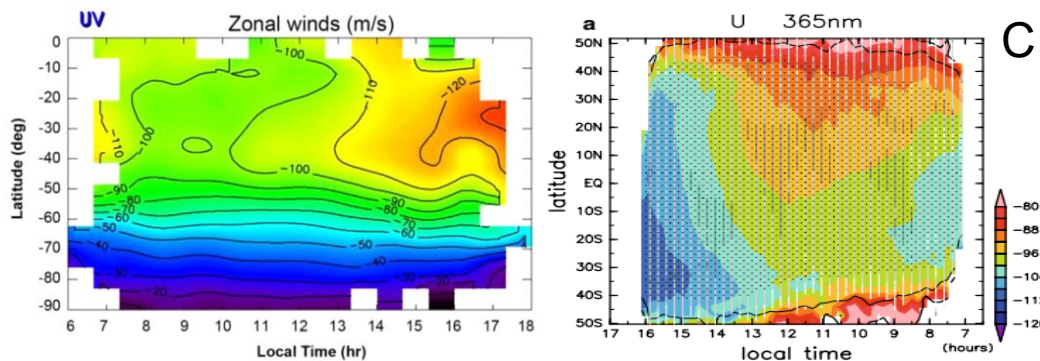 UV
Zonal winds (m/s)
0
-10
-20
-30
-40
-50
-60
-70
-80
-90
Latitude (deg)
-100
-110
-120
-110
-100
-100
-90
-80
-70
-60
-50
-40
-30
-20
-90
-80
-70
-60
-50
-40
-30
-20
6 7 8 9 10 11 12 13 14 15 16 17 18
Local Time (hr)
a U 365nm C
50N
40N
30N
20N
10N
EQ
10S
20S
30S
40S
50S
latitude
17 16 15 14 13 12 11 10 9 8 7
(hours)
local time
-80
-88
-96
-104
-112
-120